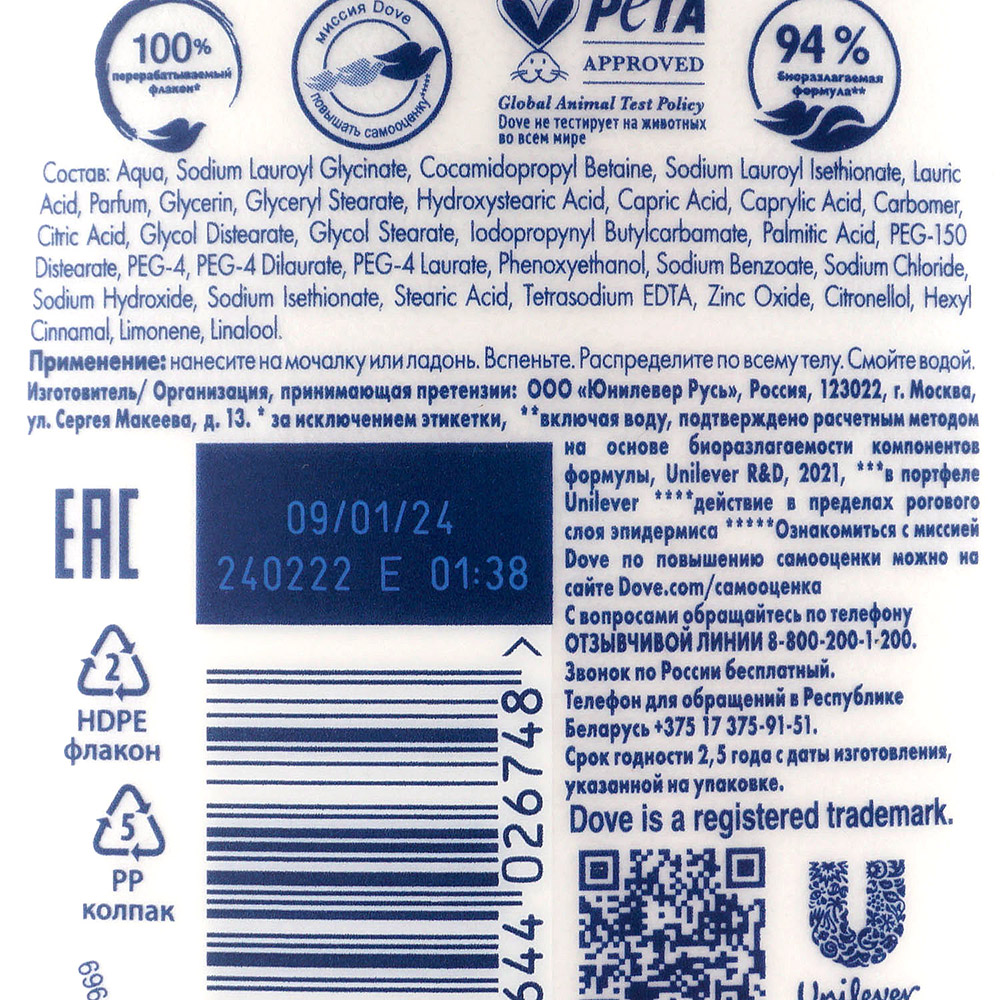 100%
перерабатываемый
флакон*
миссия Dove
повышать самооценку*****
PETA
APPROVED
Global Animal Test Policy
Dove не тестирует на животных
во всем мире
94 %
биоразлагаемая
формула**
Состав: Aqua, Sodium Lauroyl Glycinate, Cocamidopropyl Betaine, Sodium Lauroyl Isethionate, Lauric
Acid, Parfum, Glycerin, Glyceryl Stearate, Hydroxystearic Acid, Capric Acid, Caprylic Acid, Carbomer,
Citric Acid, Glycol Distearate, Glycol Stearate, Iodopropynyl Butylcarbamate, Palmitic Acid, PEG-150
Distearate, PEG-4, PEG-4 Dilaurate, PEG-4 Laurate, Phenoxyethanol, Sodium Benzoate, Sodium Chloride,
Sodium Hydroxide, Sodium Isethionate, Stearic Acid, Tetrasodium EDTA, Zinc Oxide, Citronellol, Hexyl
Cinnamal, Limonene, Linalool.
Применение: нанесите на мочалку или ладонь. Вспеньте. Распределите по всему телу. Смойте водой.
Изготовитель/ Организация, принимающая претензии: ООО «Юнилевер Русь», Россия, 123022, г. Москва,
ул. Сергея Макеева, д. 13. * за исключением этикетки, **включая воду, подтверждено расчетным методом
на основе биоразлагаемости компонентов
формулы, Unilever R&D, 2021, ***в портфеле
Unilever ****действие в пределах рогового
слоя эпидермиса *****Ознакомиться с миссией
Dove по повышению самооценки можно на
сайте Dove.com/самооценка
С вопросами обращайтесь по телефону
ОТЗЫВЧИВОЙ ЛИНИИ 8-800-200-1-200.
Звонок по России бесплатный.
Телефон для обращений в Республике
Беларусь +375 17 375-91-51.
Срок годности 2,5 года с даты изготовления,
указанной на упаковке.
Dove is a registered trademark.
EAC
09/01/24
240222 E 01:38
2
HDPE
флакон
5
PP
колпак
644 026748 >
696
Unilever